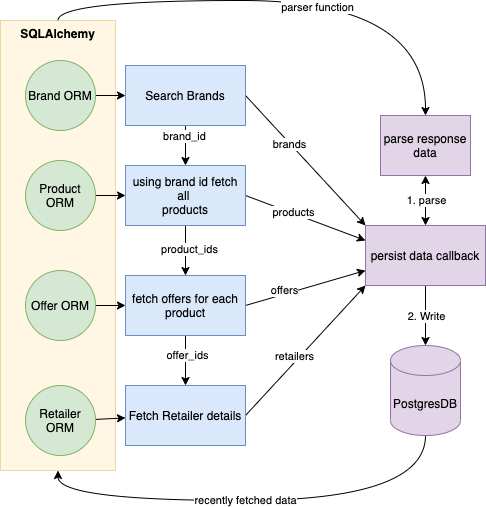 parser function
SQLAlchemy
Brand ORM
Search Brands
brand_id
brands
parse response
data
Product
ORM
using brand id fetch
all
products
products
1. parse
product_ids
persist data callback
Offer ORM
fetch offers for each
product
offers
2. Write
offer_ids
retailers
Retailer
ORM
Fetch Retailer details
PostgresDB
recently fetched data